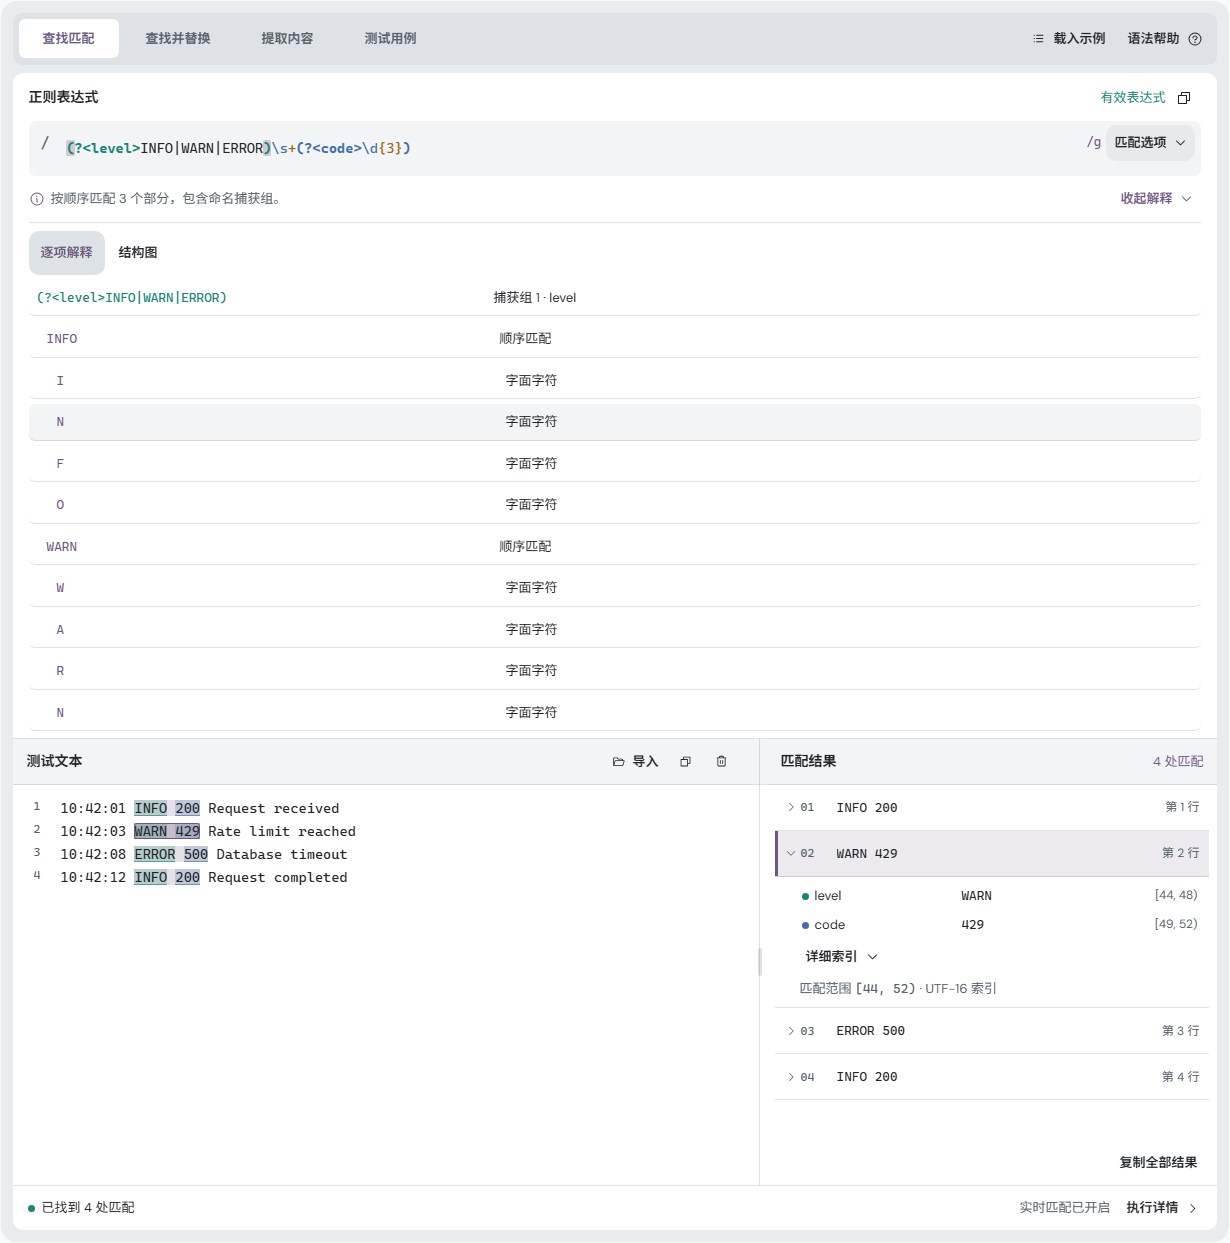 查找匹配 查找并替换 提取内容 测试用例 载入示例 语法帮助
正则表达式 有效表达式
/ (?<level>INFO|WARN|ERROR)\s+(?<code>\d{3}) /g 匹配选项
按顺序匹配 3 个部分，包含命名捕获组。 收起解释
逐项解释 结构图
(?<level>INFO|WARN|ERROR) 捕获组 1 · level
INFO 顺序匹配
I 字面字符
N 字面字符
F 字面字符
O 字面字符
WARN 顺序匹配
W 字面字符
A 字面字符
R 字面字符
N 字面字符
测试文本 导入
1 10:42:01 INFO 200 Request received
2 10:42:03 WARN 429 Rate limit reached
3 10:42:08 ERROR 500 Database timeout
4 10:42:12 INFO 200 Request completed
匹配结果 4 处匹配
01 INFO 200 第 1 行
02 WARN 429 第 2 行
level WARN [44, 48)
code 429 [49, 52)
详细索引
匹配范围 [44, 52) · UTF-16 索引
03 ERROR 500 第 3 行
04 INFO 200 第 4 行
复制全部结果
已找到 4 处匹配 实时匹配已开启 执行详情